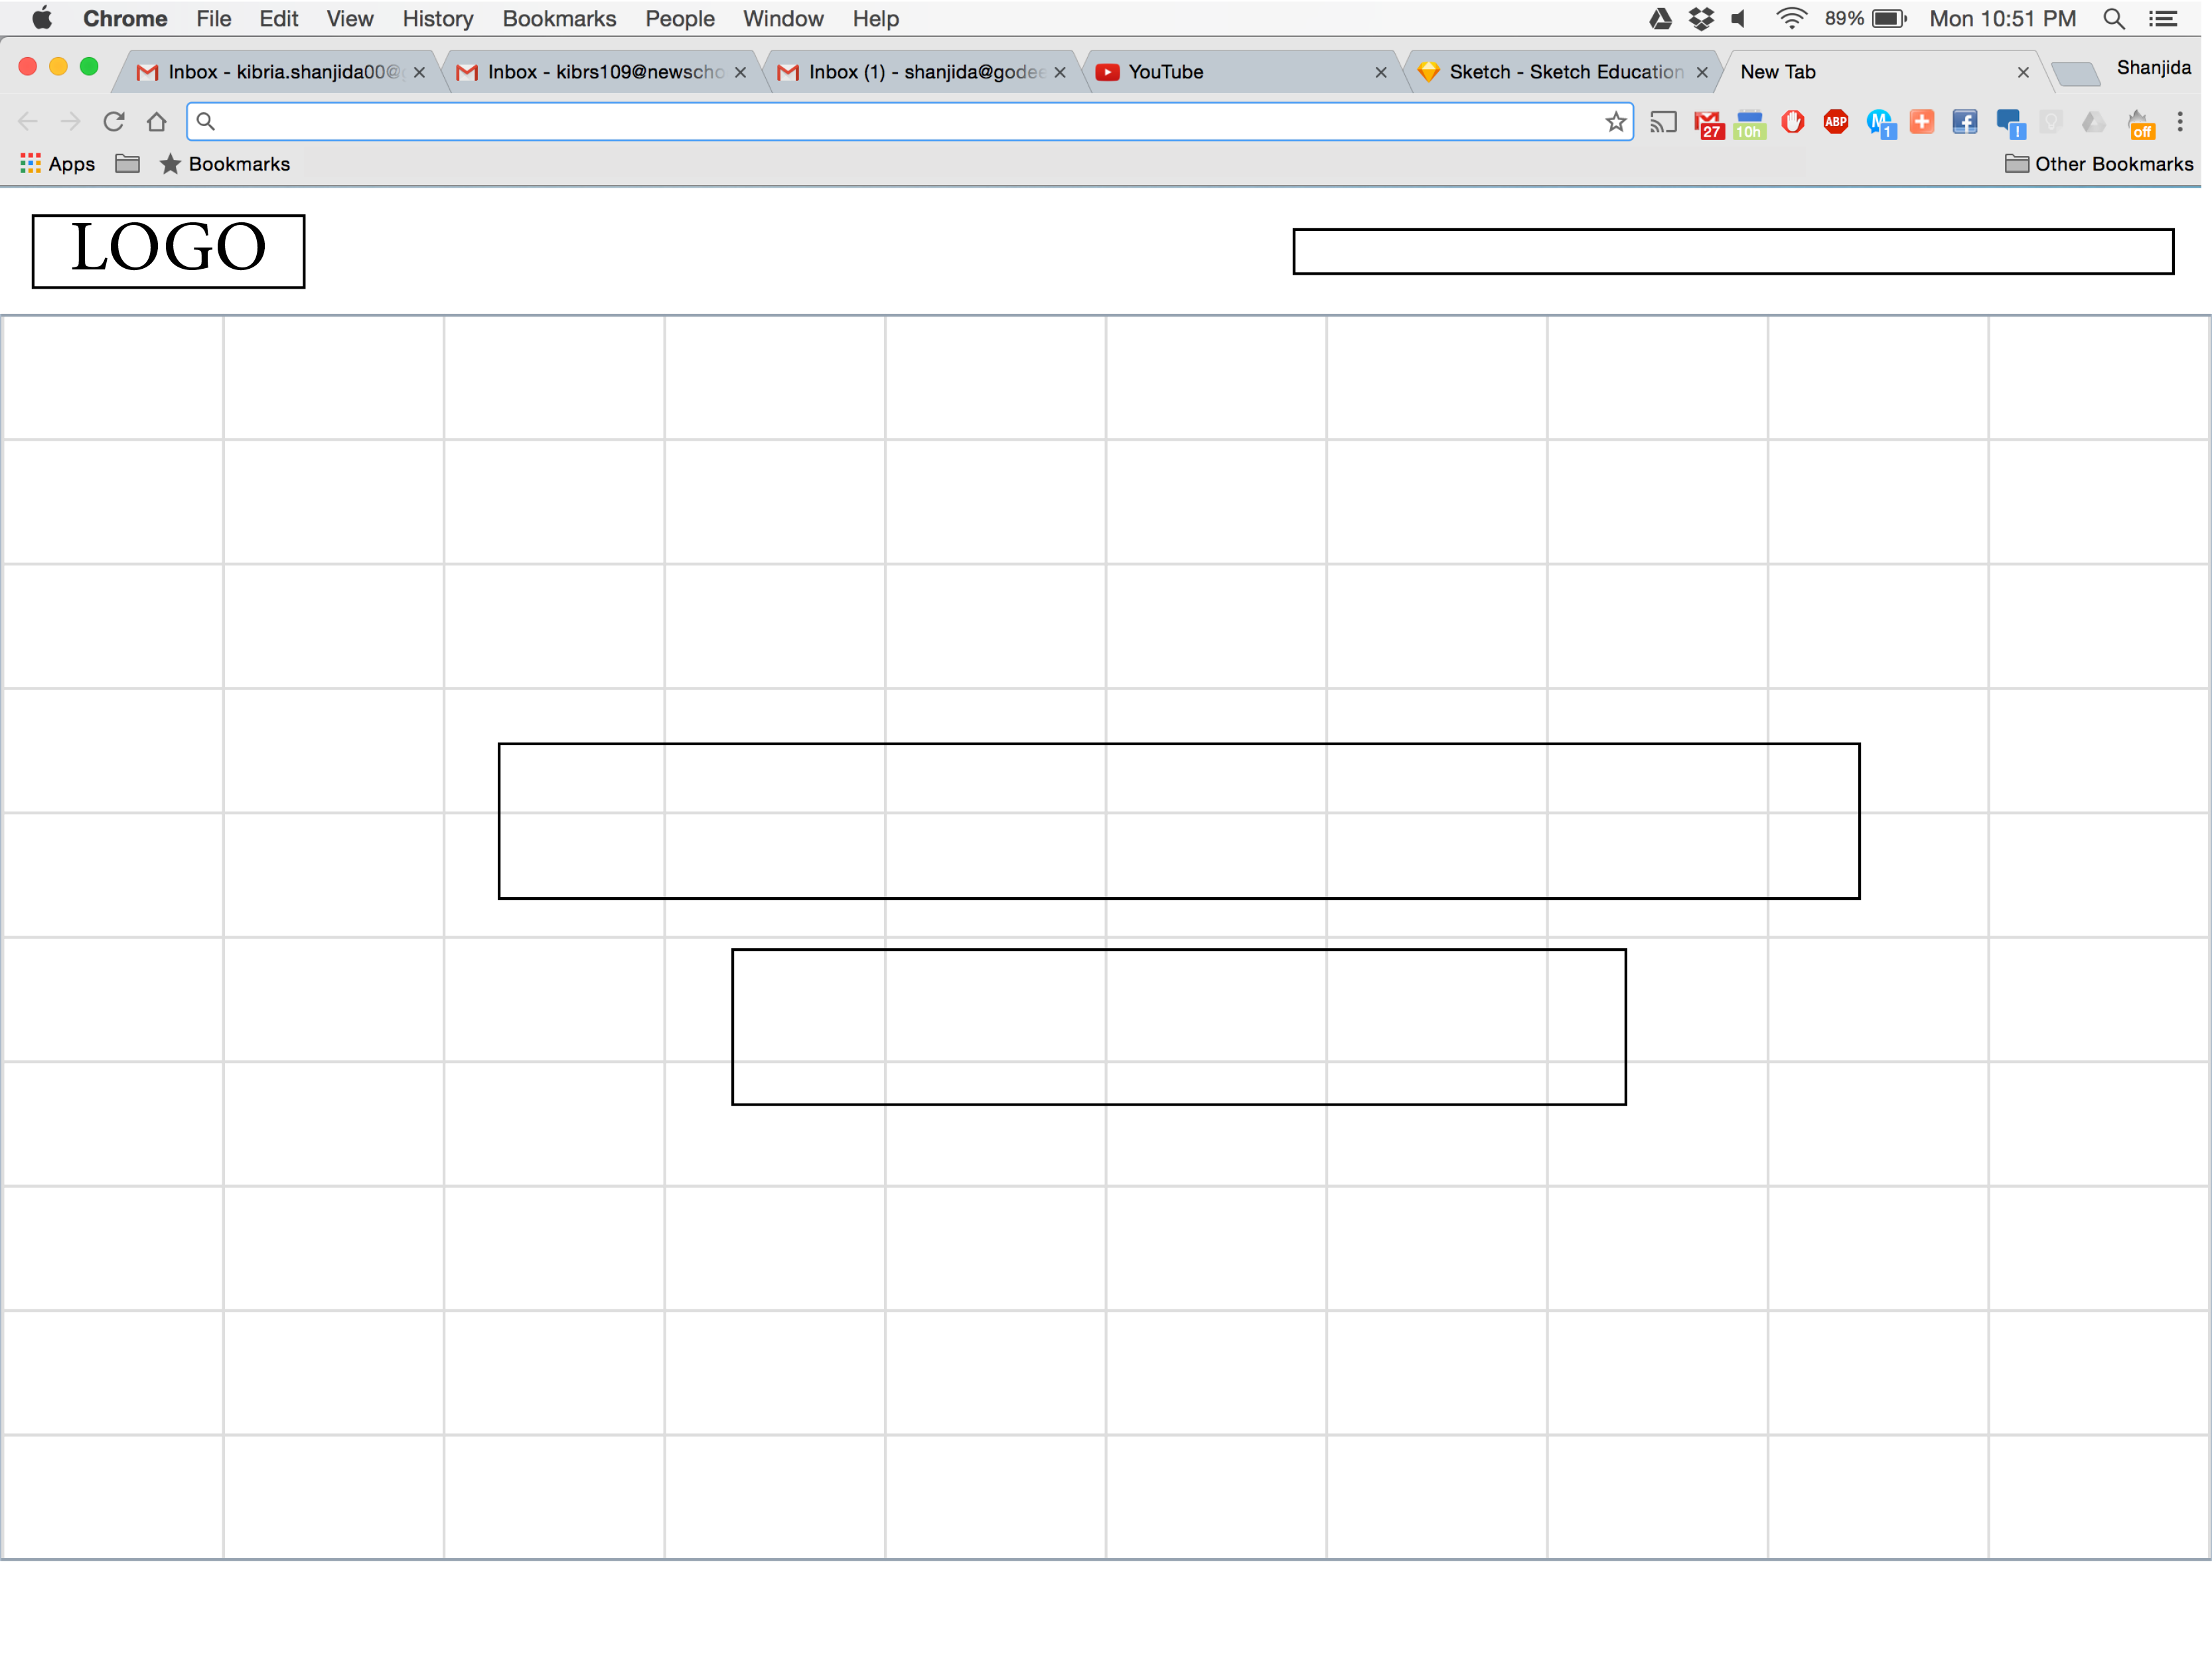 Chrome File Edit View History Bookmarks People Window Help 89% Mon 10:51 PM
Inbox - kibria.shanjida00@ Inbox - kibrs109@newscho Inbox (1) - shanjida@godee YouTube Sketch - Sketch Education New Tab Shanjida
27 10h ABP M 1 f ! off
Apps Bookmarks Other Bookmarks
LOGO